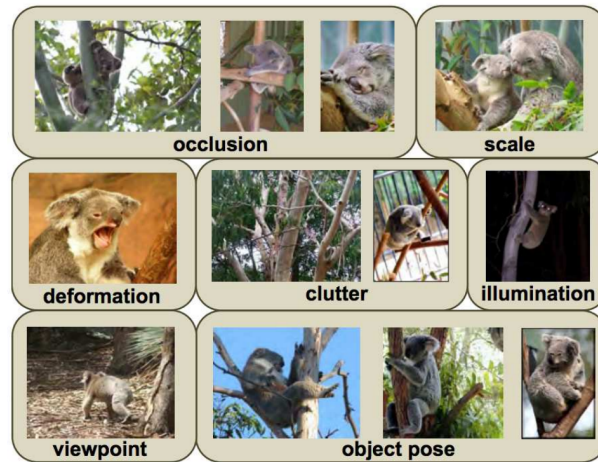 occlusion
scale
deformation
clutter
illumination
viewpoint
object pose